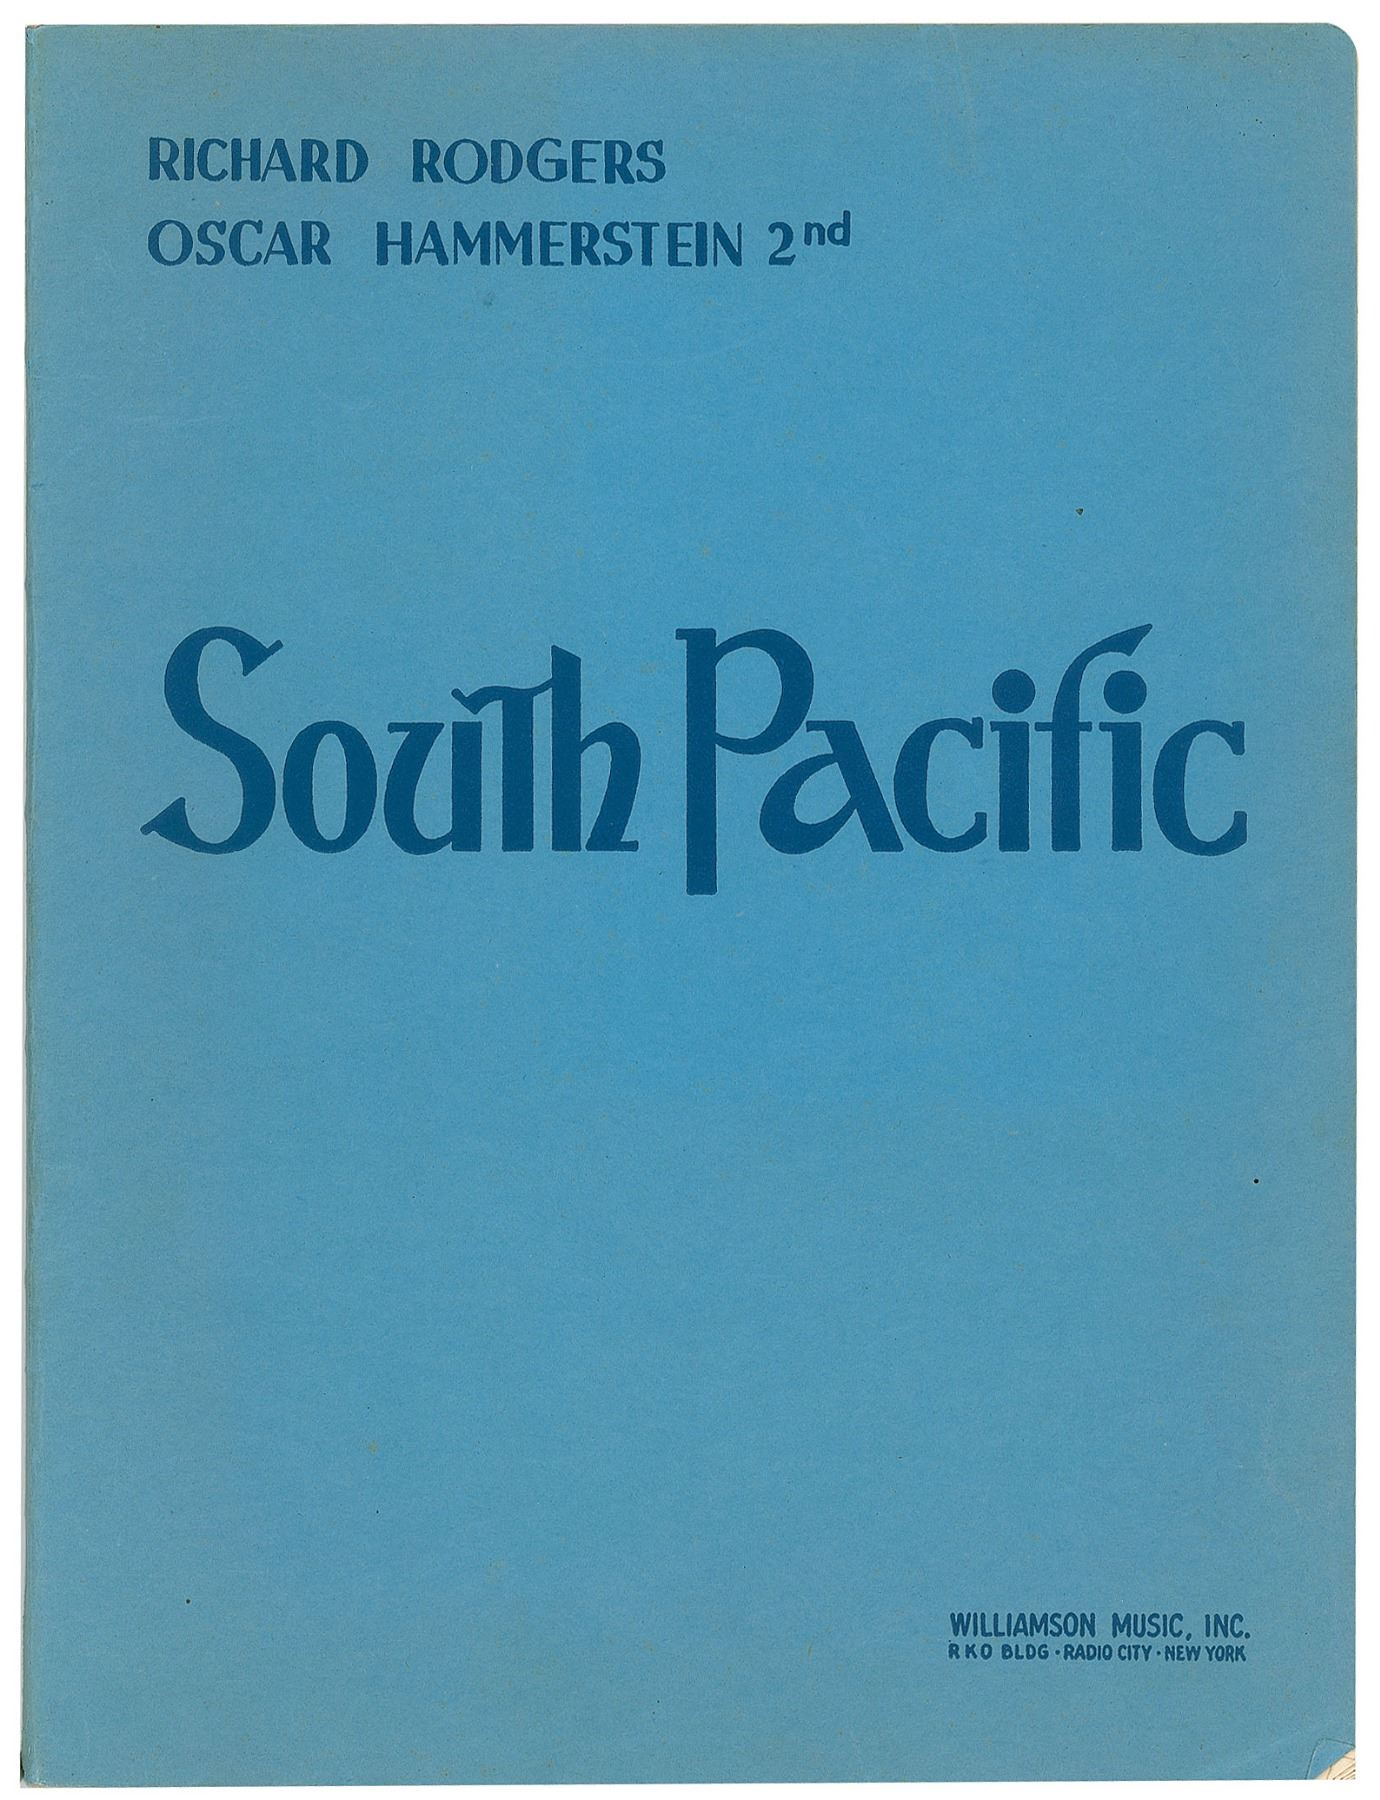 RICHARD RODGERS
OSCAR HAMMERSTEIN 2nd
South Pacific
WILLIAMSON MUSIC, INC.
RKO BLDG · RADIO CITY · NEW YORK